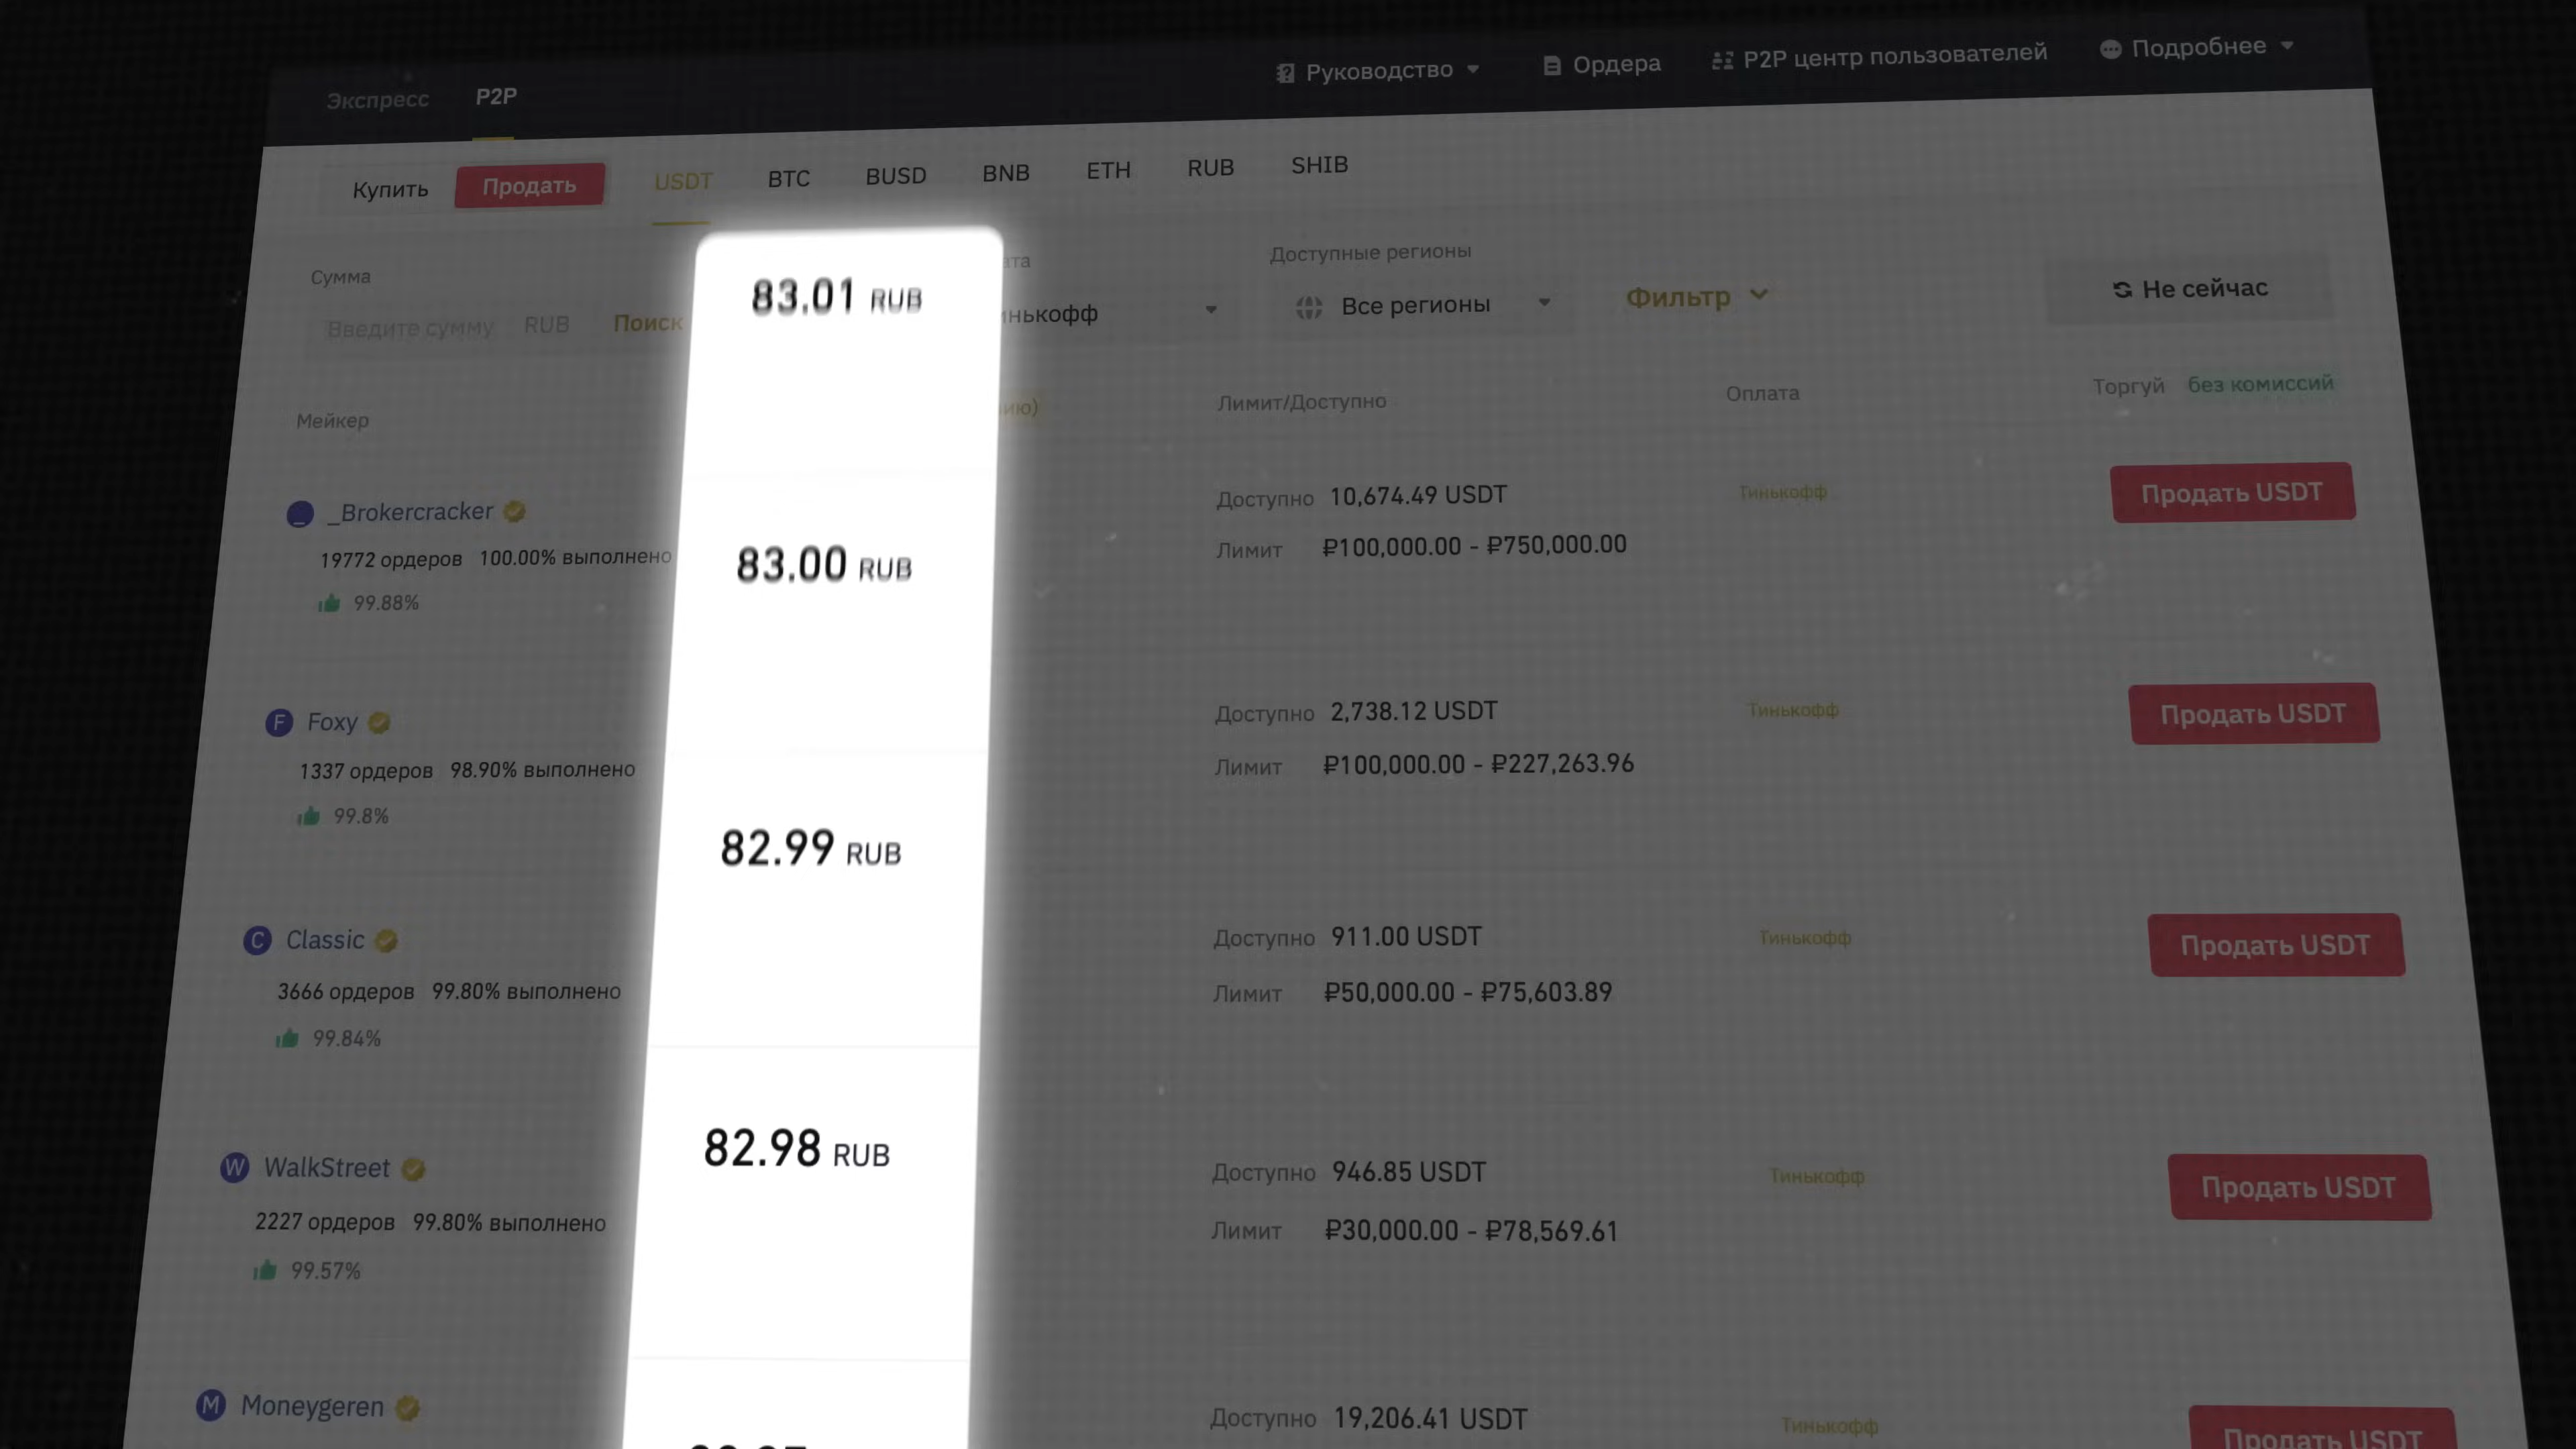 Экспресс P2P Руководство Ордера P2P центр пользователей Подробнее
Купить Продать USDT BTC BUSD BNB ETH RUB SHIB
Сумма Доступные регионы
Введите сумму RUB Поиск Все регионы Фильтр Не сейчас
83.01 RUB
Мейкер Лимит/Доступно Оплата Торгуй без комиссий
_ _Brokercracker Доступно 10,674.49 USDT Тинькофф Продать USDT
19772 ордеров 100.00% выполнено 83.00 RUB Лимит ₽100,000.00 - ₽750,000.00
99.88%
F Foxy Доступно 2,738.12 USDT Тинькофф Продать USDT
1337 ордеров 98.90% выполнено Лимит ₽100,000.00 - ₽227,263.96
99.8% 82.99 RUB
C Classic Доступно 911.00 USDT Тинькофф Продать USDT
3666 ордеров 99.80% выполнено Лимит ₽50,000.00 - ₽75,603.89
99.84%
W WalkStreet 82.98 RUB Доступно 946.85 USDT Тинькофф Продать USDT
2227 ордеров 99.80% выполнено Лимит ₽30,000.00 - ₽78,569.61
99.57%
M Moneygeren Доступно 19,206.41 USDT Тинькофф Продать USDT